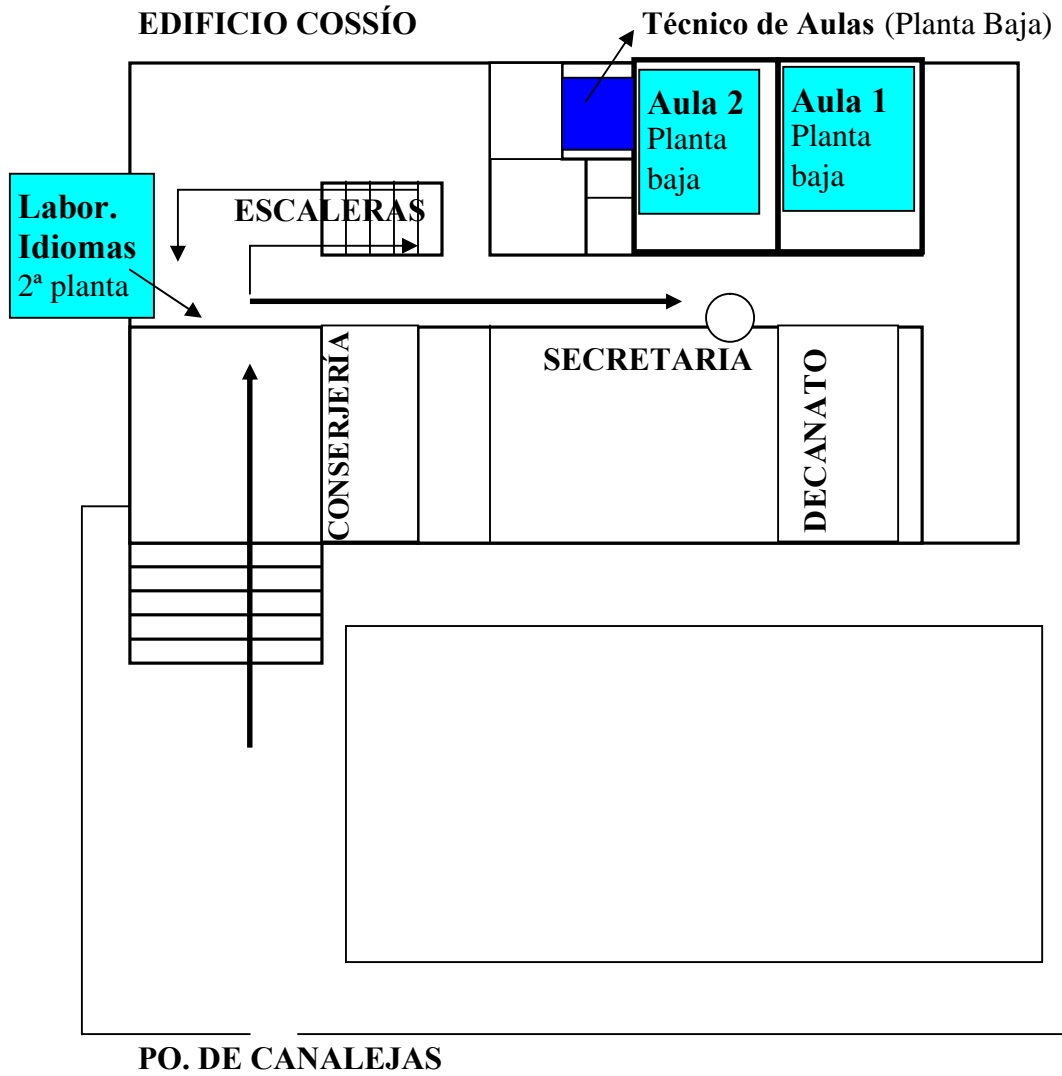 EDIFICIO COSSÍO
Técnico de Aulas (Planta Baja)
Aula 2
Planta
baja
Aula 1
Planta
baja
Labor.
Idiomas
2ª planta
ESCALERAS
CONSERJERÍA
SECRETARIA
DECANATO
PO. DE CANALEJAS